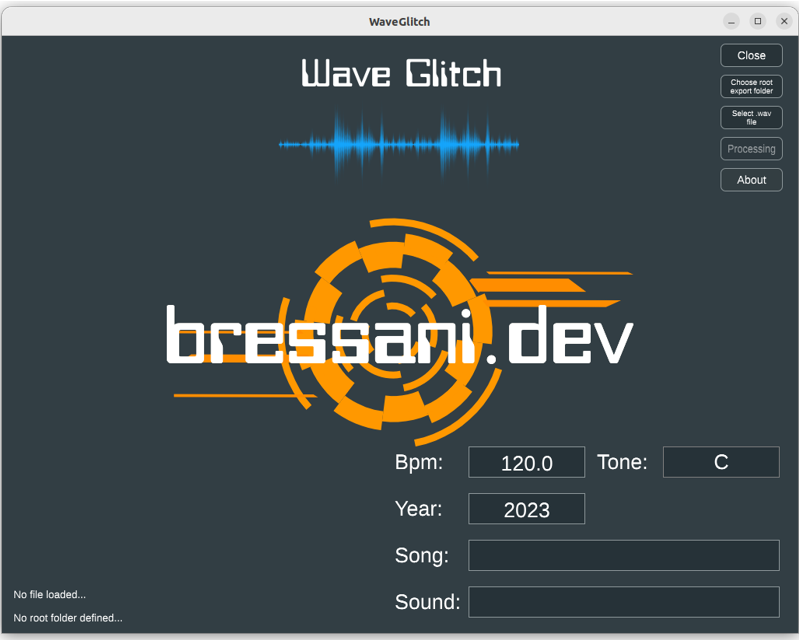 WaveGlitch
Close
Wave Glitch
Choose root
export folder
Select .wav
file
Processing
About
bressani.dev
Bpm: 120.0 Tone: C
Year: 2023
Song:
Sound:
No file loaded...
No root folder defined...